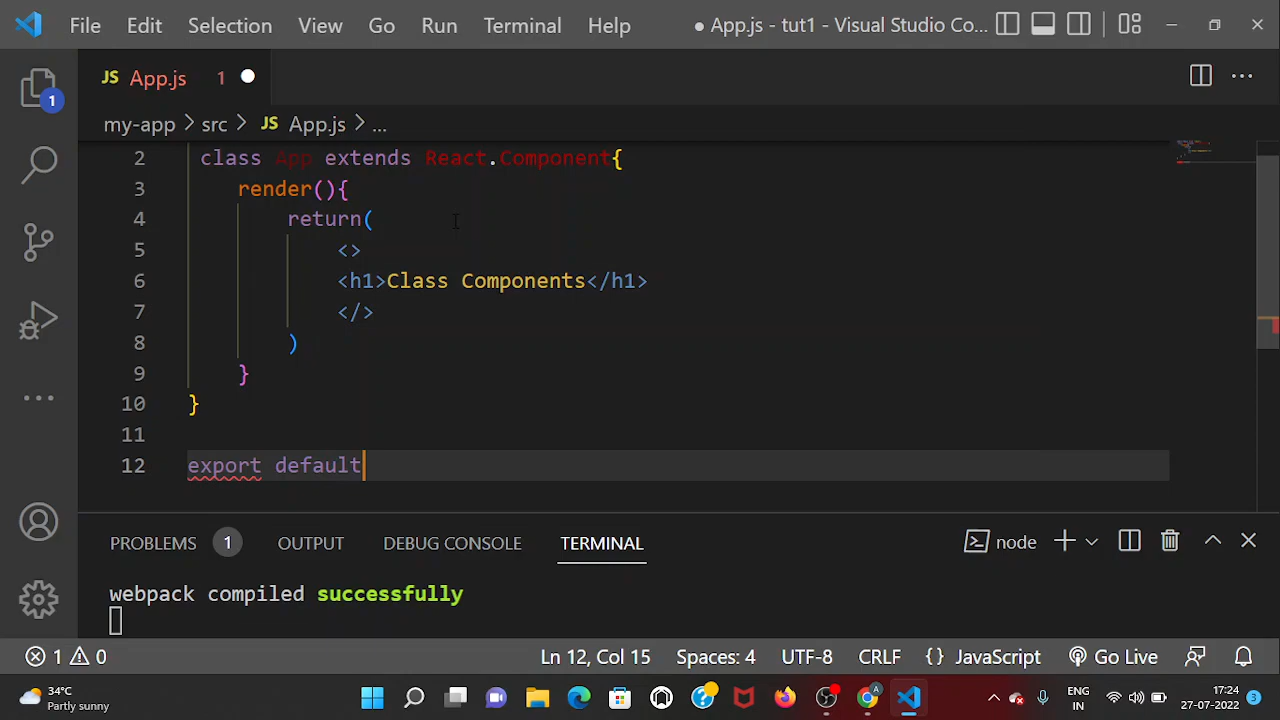 File Edit Selection View Go Run Terminal Help ● App.js - tut1 - Visual Studio Co...
JS App.js 1
my-app > src > JS App.js > ...
2 class App extends React.Component{
3 render(){
4 return(
5 <>
6 <h1>Class Components</h1>
7 </>
8 )
9 }
10 }
11
12 export default
PROBLEMS 1 OUTPUT DEBUG CONSOLE TERMINAL node
webpack compiled successfully
1 0 Ln 12, Col 15 Spaces: 4 UTF-8 CRLF {} JavaScript Go Live
34°C
Partly sunny
ENG
IN
17:24
27-07-2022
3